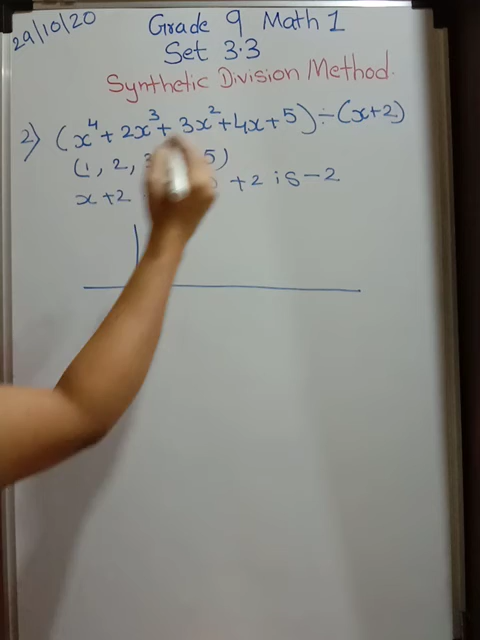 29/10/20
Grade 9 Math 1
Set 3.3
Synthetic Division Method.
2) (x⁴ + 2x³ + 3x² + 4x + 5) ÷ (x+2)
(1, 2, 5)
x + 2 + 2 is - 2